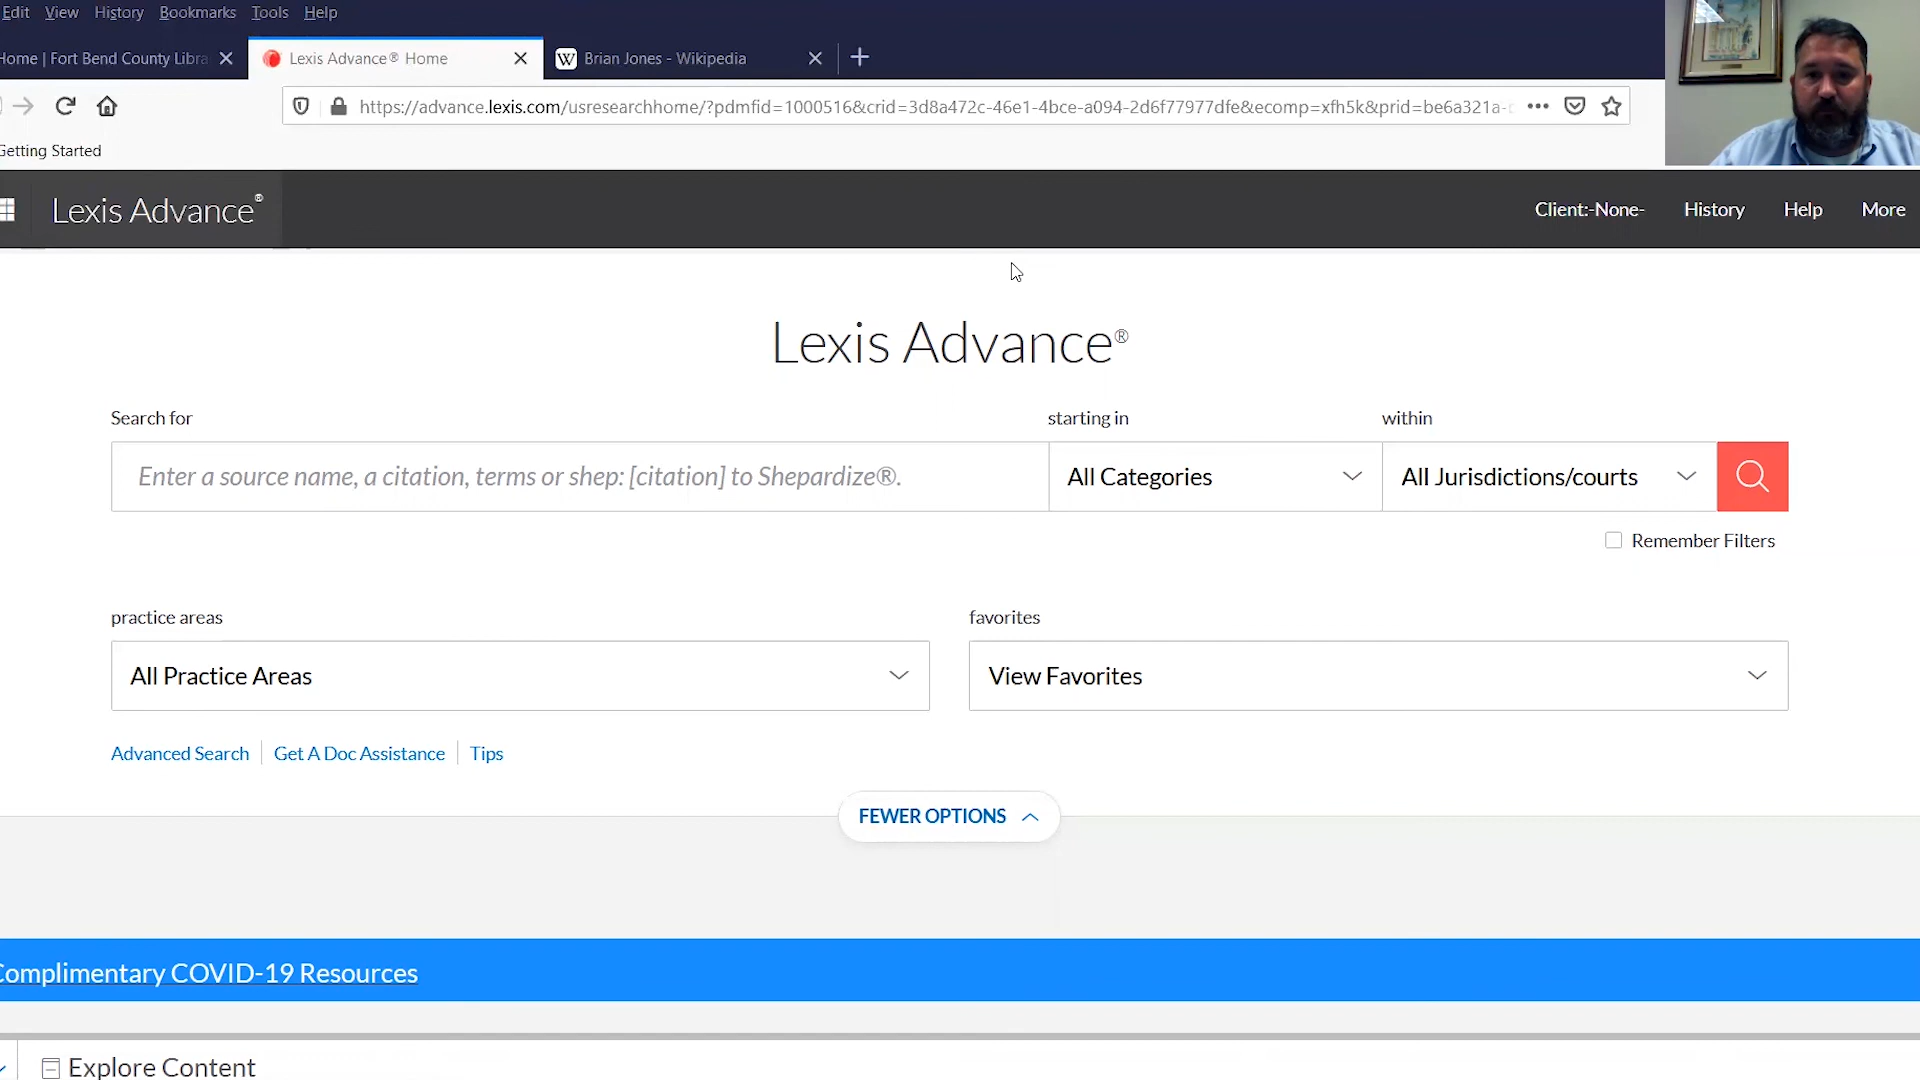 Edit View History Bookmarks Tools Help
Home | Fort Bend County Libra
Lexis Advance® Home
Brian Jones - Wikipedia
https://advance.lexis.com/usresearchhome/?pdmfid=1000516&crid=3d8a472c-46e1-4bce-a094-2d6f77977dfe&ecomp=xfh5k&prid=be6a321a-
Getting Started
Lexis Advance®
Client:-None- History Help More
Lexis Advance®
Search for
starting in
within
Enter a source name, a citation, terms or shep: [citation] to Shepardize®.
All Categories
All Jurisdictions/courts
Remember Filters
practice areas
favorites
All Practice Areas
View Favorites
Advanced Search Get A Doc Assistance Tips
FEWER OPTIONS
Complimentary COVID-19 Resources
Explore Content